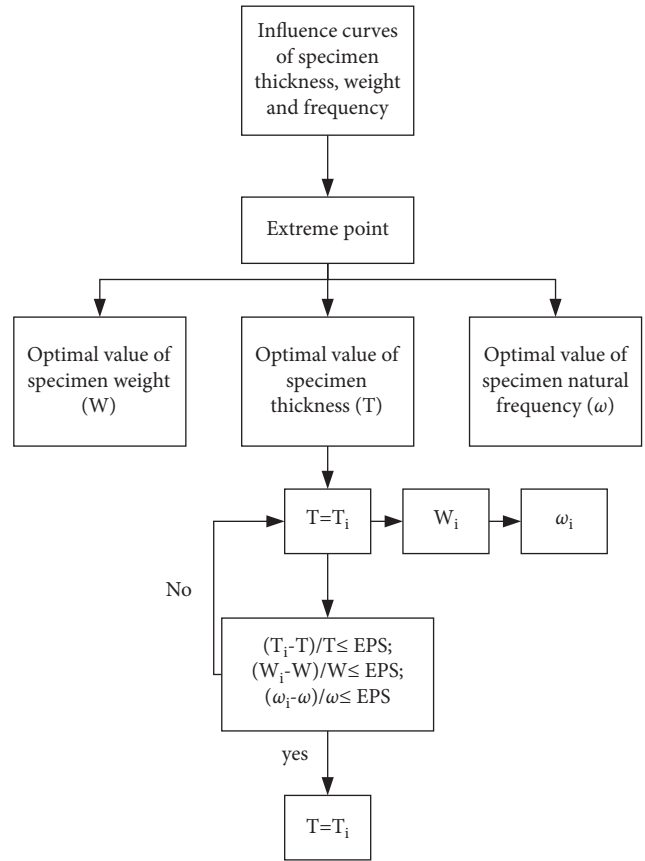 Influence curves
of specimen
thickness, weight
and frequency
Extreme point
Optimal value of
specimen weight
(W)
Optimal value of
specimen
thickness (T)
Optimal value of
specimen natural
frequency (ω)
T=Tᵢ
Wᵢ
ωᵢ
No
(Tᵢ-T)/T≤ EPS;
(Wᵢ-W)/W≤ EPS;
(ωᵢ-ω)/ω≤ EPS
yes
T=Tᵢ